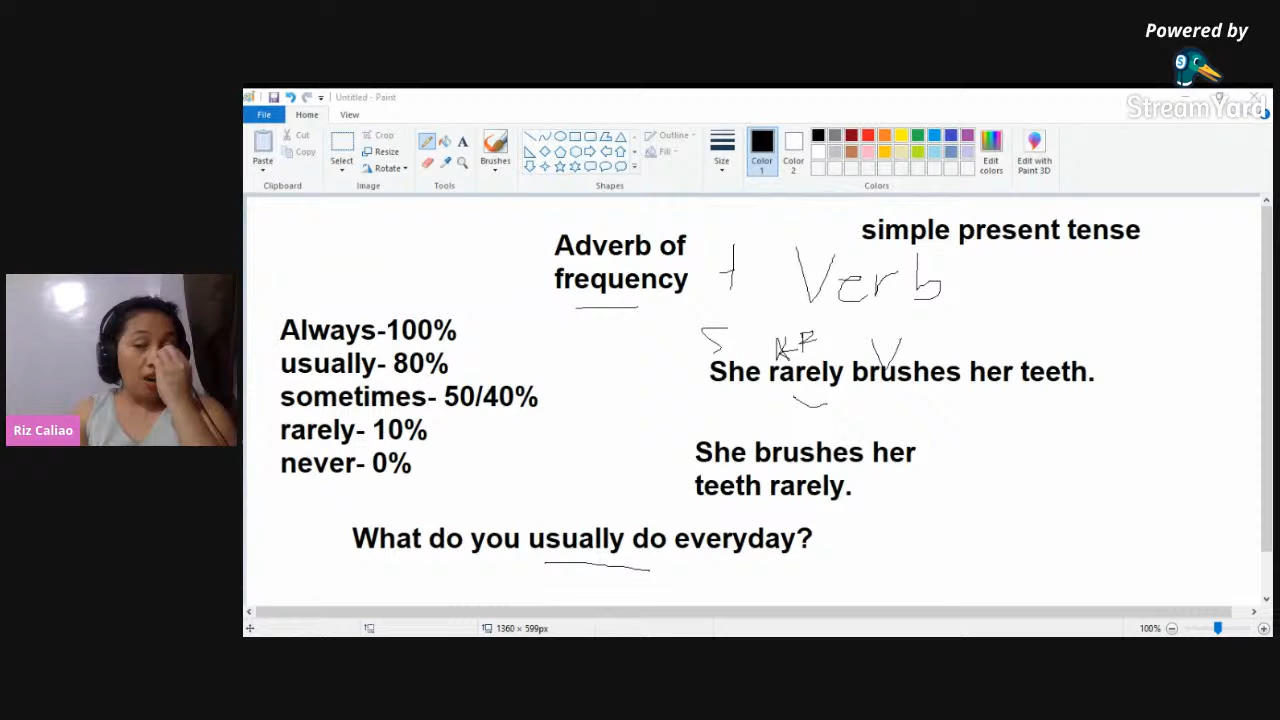 Powered by
StreamYard
Untitled - Paint
File
Home
View
Paste
Cut
Copy
Clipboard
Select
Crop
Resize
Rotate
Image
Tools
Brushes
Outline
Fill
Shapes
Size
Color 1
Color 2
Edit colors
Colors
Edit with Paint 3D
simple present tense
Adverb of
frequency
+ Verb
Always-100%
usually- 80%
sometimes- 50/40%
rarely- 10%
never- 0%
S
V
She rarely brushes her teeth.
She brushes her
teeth rarely.
What do you usually do everyday?
Riz Caliao
1360 × 599px
100%